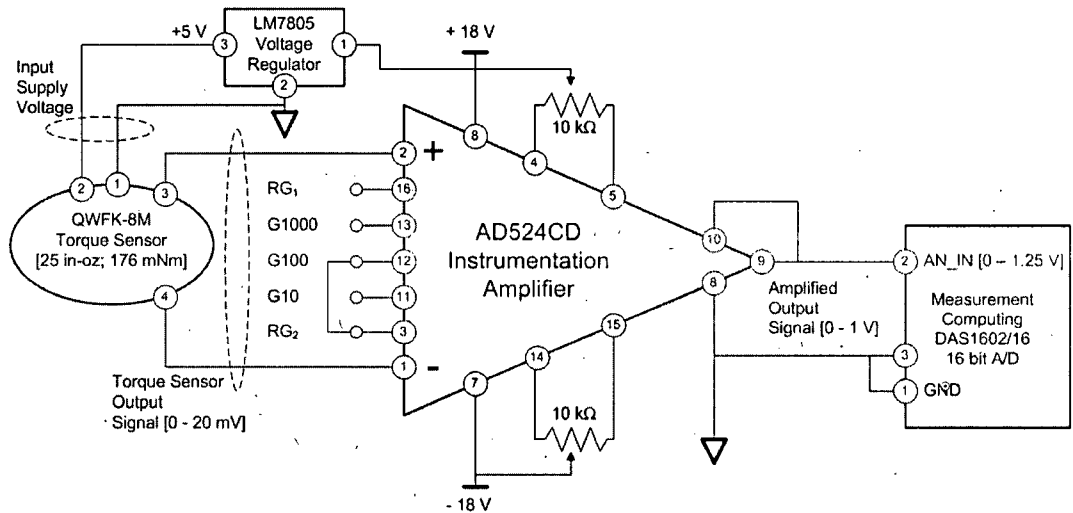 LM7805
Voltage
Regulator
+5 V
3
1
2
+ 18 V
Input
Supply
Voltage
10 kΩ
8
4
5
2
+
2
1
3
QWFK-8M
Torque Sensor
[25 in-oz; 176 mNm]
4
RG₁
16
G1000
13
G100
12
G10
11
RG₂
3
1
-
AD524CD
Instrumentation
Amplifier
10
9
8
15
14
7
Amplified
Output
Signal [0 - 1 V]
2
AN_IN [0 – 1.25 V]
Measurement
Computing
DAS1602/16
16 bit A/D
3
1
GND
Torque Sensor
Output
Signal [0 - 20 mV]
10 kΩ
- 18 V